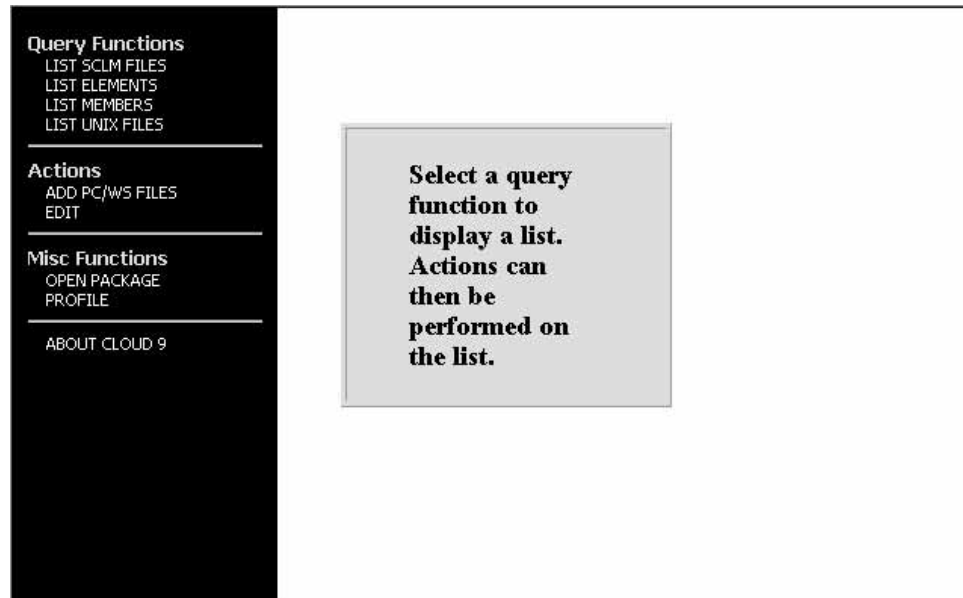 Query Functions
LIST SCLM FILES
LIST ELEMENTS
LIST MEMBERS
LIST UNIX FILES
Actions
ADD PC/WS FILES
EDIT
Misc Functions
OPEN PACKAGE
PROFILE
ABOUT CLOUD 9
Select a query
function to
display a list.
Actions can
then be
performed on
the list.